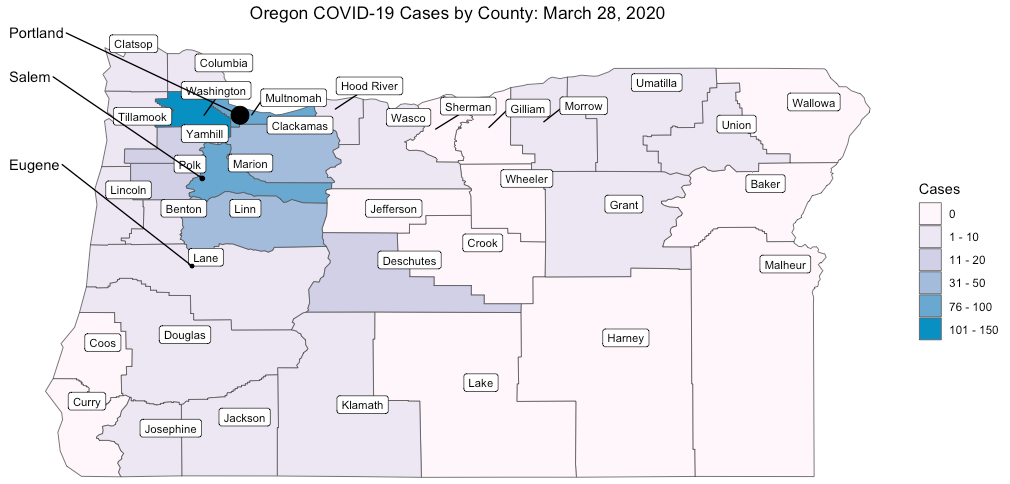 Oregon COVID-19 Cases by County: March 28, 2020
Portland
Clatsop
Columbia
Salem
Washington
Hood River
Umatilla
Multnomah
Sherman
Gilliam
Morrow
Wallowa
Tillamook
Clackamas
Wasco
Union
Yamhill
Eugene
Polk
Marion
Wheeler
Baker
Lincoln
Benton
Linn
Jefferson
Grant
Crook
Lane
Deschutes
Malheur
Douglas
Coos
Harney
Lake
Curry
Klamath
Jackson
Josephine
Cases
0
1 - 10
11 - 20
31 - 50
76 - 100
101 - 150